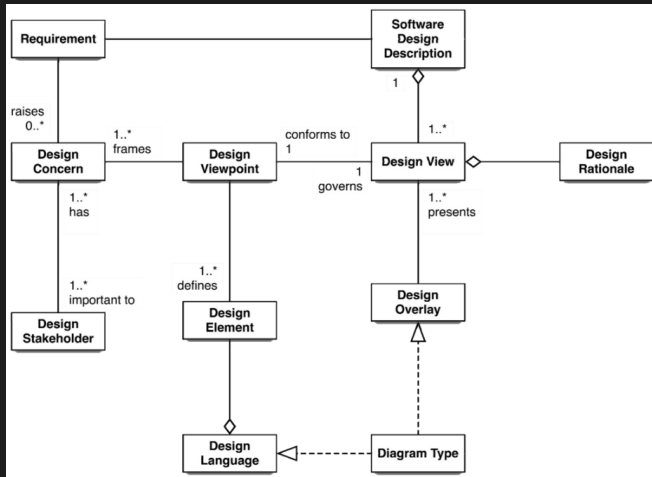 Requirement
Software
Design
Description
1
raises
0..*
1..*
frames
conforms to
1
1..*
1
governs
Design
Concern
Design
Viewpoint
Design View
Design
Rationale
1..*
has
1..*
presents
1..*
important to
1..*
defines
Design
Stakeholder
Design
Element
Design
Overlay
Design
Language
Diagram Type